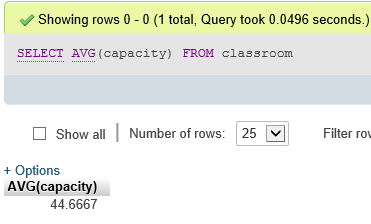 Showing rows 0 - 0 (1 total, Query took 0.0496 seconds.)
SELECT AVG(capacity) FROM classroom
Show all Number of rows: 25 Filter row
+ Options
AVG(capacity)
44.6667